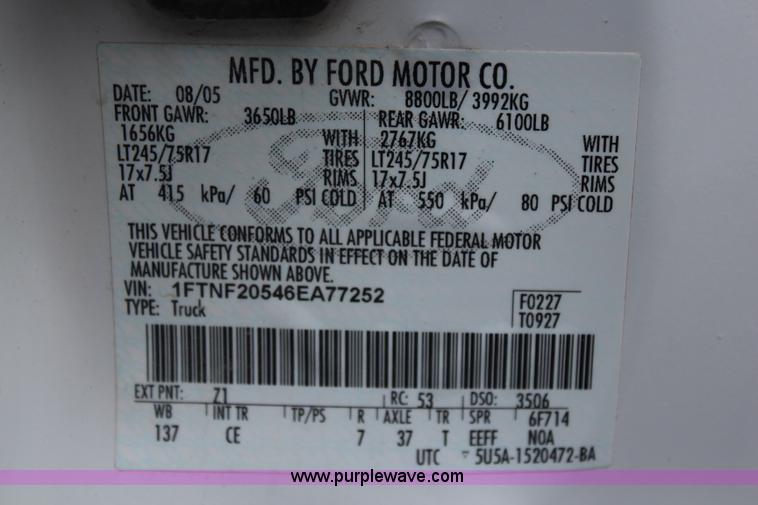 MFD. BY FORD MOTOR CO.
DATE: 08/05 GVWR: 8800LB/ 3992KG
FRONT GAWR: 3650LB REAR GAWR: 6100LB
1656KG WITH 2767KG WITH
LT245/75R17 TIRES LT245/75R17 TIRES
17x7.5J RIMS 17x7.5J RIMS
AT 415 kPa/ 60 PSI COLD AT 550 kPa/ 80 PSI COLD
Ford
THIS VEHICLE CONFORMS TO ALL APPLICABLE FEDERAL MOTOR
VEHICLE SAFETY STANDARDS IN EFFECT ON THE DATE OF
MANUFACTURE SHOWN ABOVE.
VIN: 1FTNF20546EA77252 F0227
TYPE: Truck T0927
EXT PNT: Z1 RC: 53 DSO: 3506
WB INT TR TP/PS R AXLE TR SPR 6F714
137 CE 7 37 T EEFF NOA
UTC 5U5A-1520472-BA
www.purplewave.com